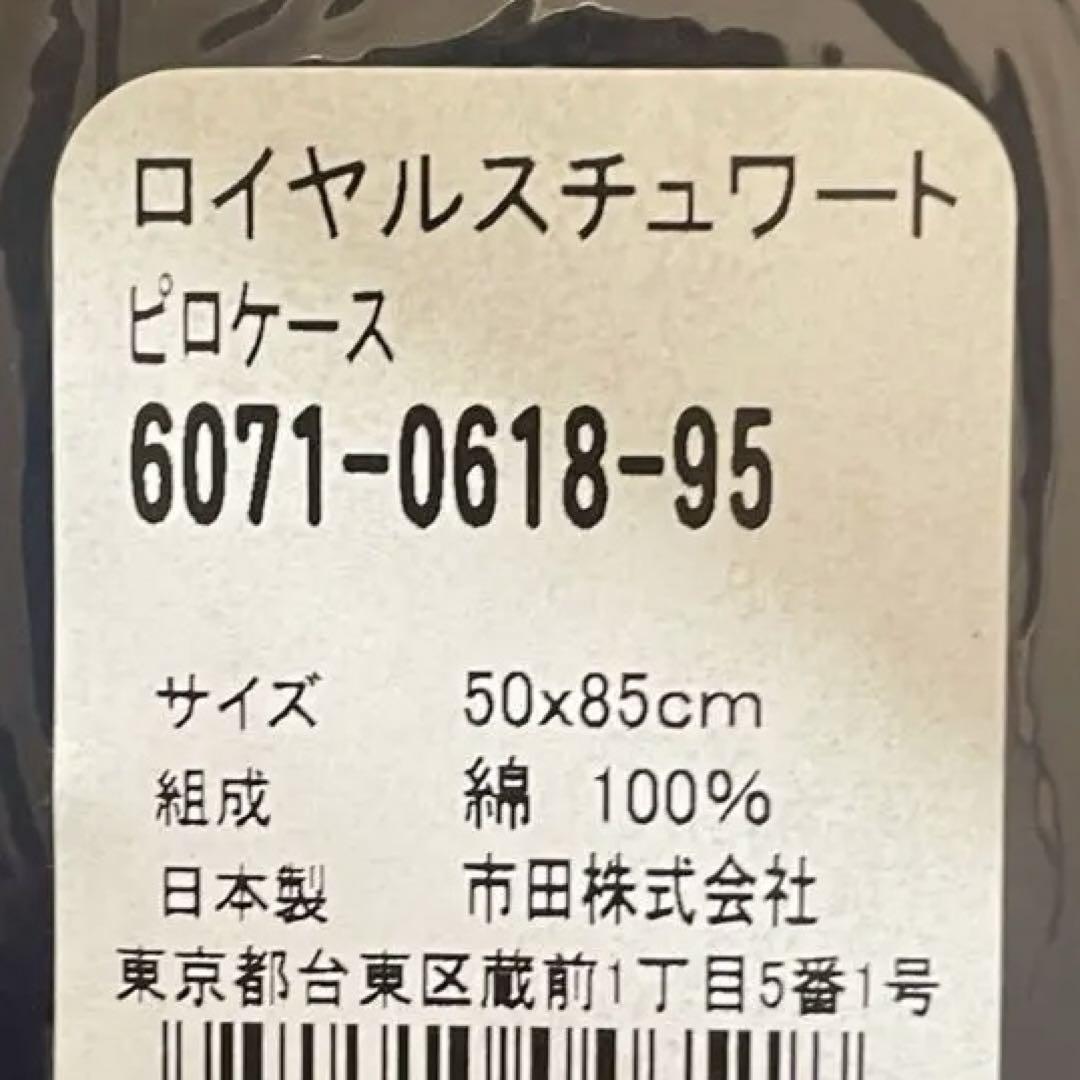 ロイヤルスチュワート
ピロケース
6071-0618-95
サイズ 50x85cm
組成 綿 100%
日本製 市田株式会社
東京都台東区蔵前1丁目5番1号